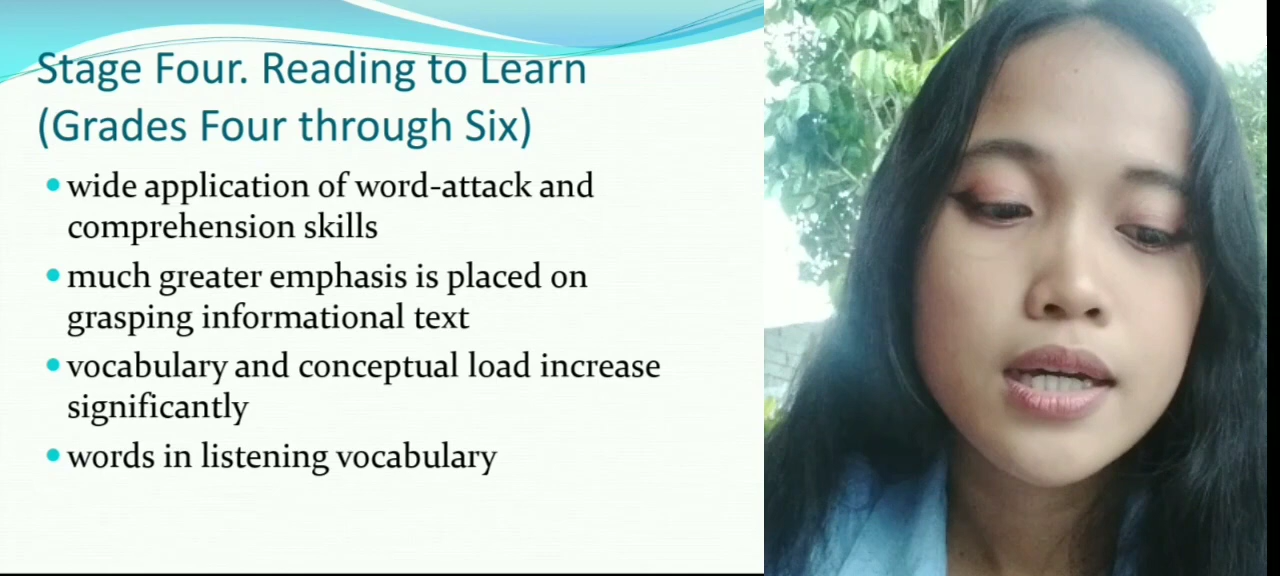 Stage Four. Reading to Learn
(Grades Four through Six)
wide application of word-attack and
comprehension skills
much greater emphasis is placed on
grasping informational text
vocabulary and conceptual load increase
significantly
words in listening vocabulary